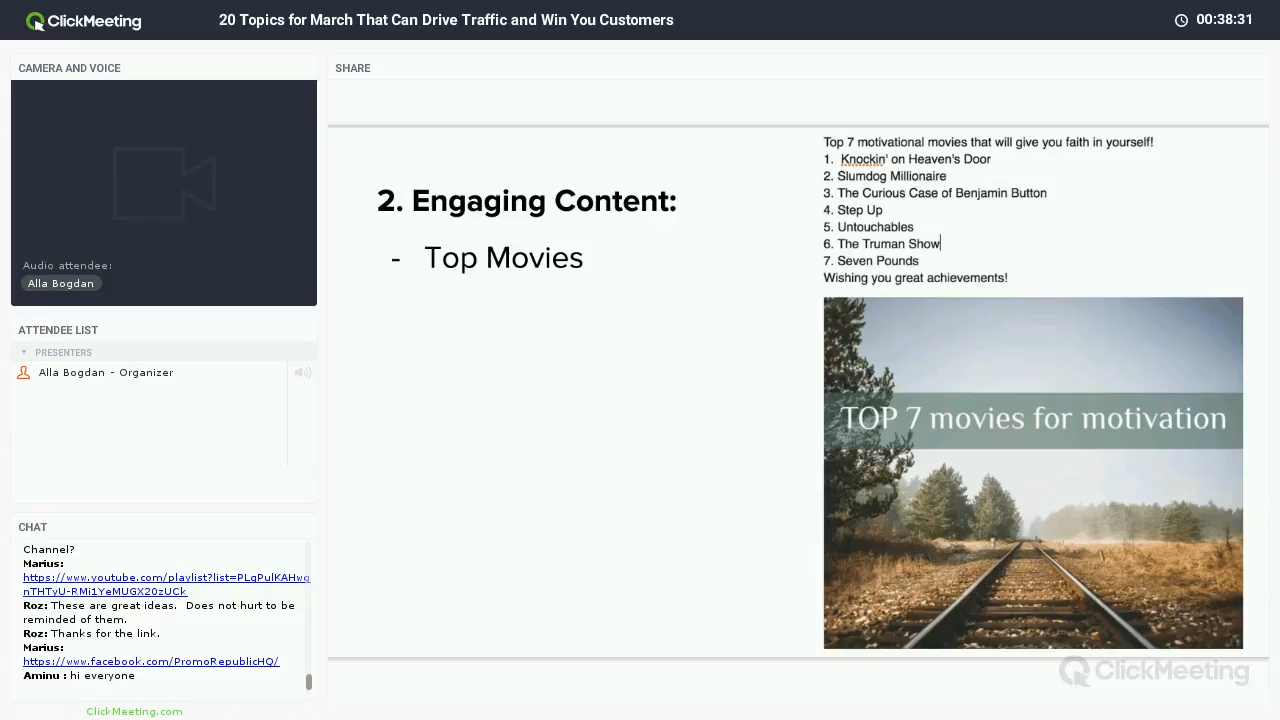 ClickMeeting
20 Topics for March That Can Drive Traffic and Win You Customers
00:38:31
CAMERA AND VOICE
Audio attendee:
Alla Bogdan
ATTENDEE LIST
PRESENTERS
Alla Bogdan - Organizer
CHAT
Channel?
Marius:
https://www.youtube.com/playlist?list=PLgPulKAHwq
nTHTyU-RMi1YeMUGX20zUCk
Roz: These are great ideas. Does not hurt to be
reminded of them.
Roz: Thanks for the link.
Marius:
https://www.facebook.com/PromoRepublicHQ/
Aminu : hi everyone
ClickMeeting.com
SHARE
2. Engaging Content:
- Top Movies
Top 7 motivational movies that will give you faith in yourself!
1. Knockin' on Heaven's Door
2. Slumdog Millionaire
3. The Curious Case of Benjamin Button
4. Step Up
5. Untouchables
6. The Truman Show
7. Seven Pounds
Wishing you great achievements!
TOP 7 movies for motivation
ClickMeeting